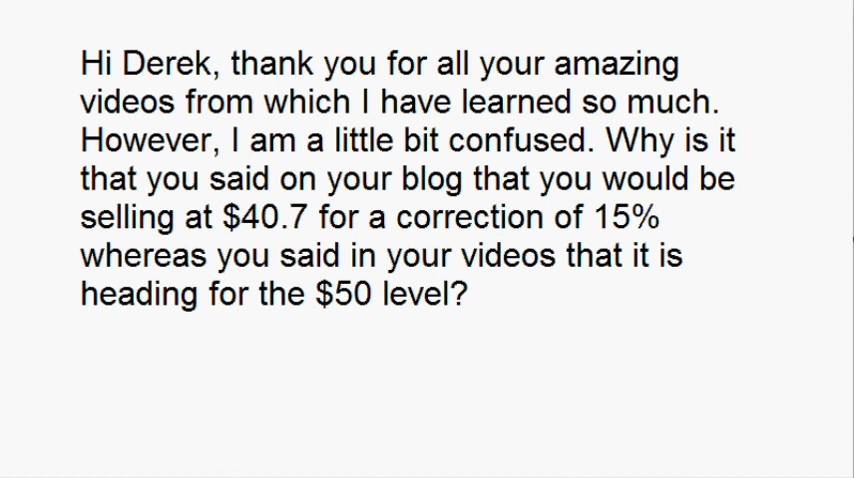 Hi Derek, thank you for all your amazing
videos from which I have learned so much.
However, I am a little bit confused. Why is it
that you said on your blog that you would be
selling at $40.7 for a correction of 15%
whereas you said in your videos that it is
heading for the $50 level?